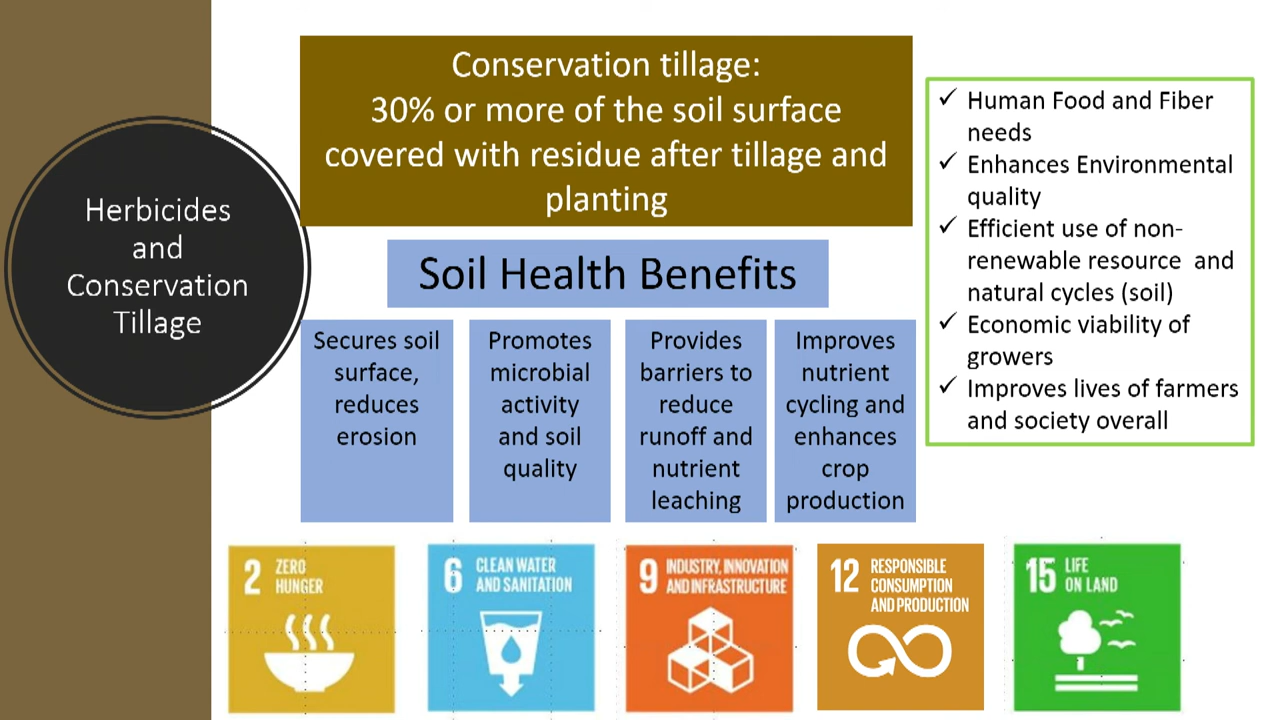 Herbicides
and
Conservation
Tillage
Conservation tillage:
30% or more of the soil surface
covered with residue after tillage and
planting
Soil Health Benefits
Secures soil
surface,
reduces
erosion
Promotes
microbial
activity
and soil
quality
Provides
barriers to
reduce
runoff and
nutrient
leaching
Improves
nutrient
cycling and
enhances
crop
production
✓ Human Food and Fiber
needs
✓ Enhances Environmental
quality
✓ Efficient use of non-
renewable resource and
natural cycles (soil)
✓ Economic viability of
growers
✓ Improves lives of farmers
and society overall
2 ZERO
HUNGER
6 CLEAN WATER
AND SANITATION
9 INDUSTRY, INNOVATION
AND INFRASTRUCTURE
12 RESPONSIBLE
CONSUMPTION
AND PRODUCTION
15 LIFE
ON LAND